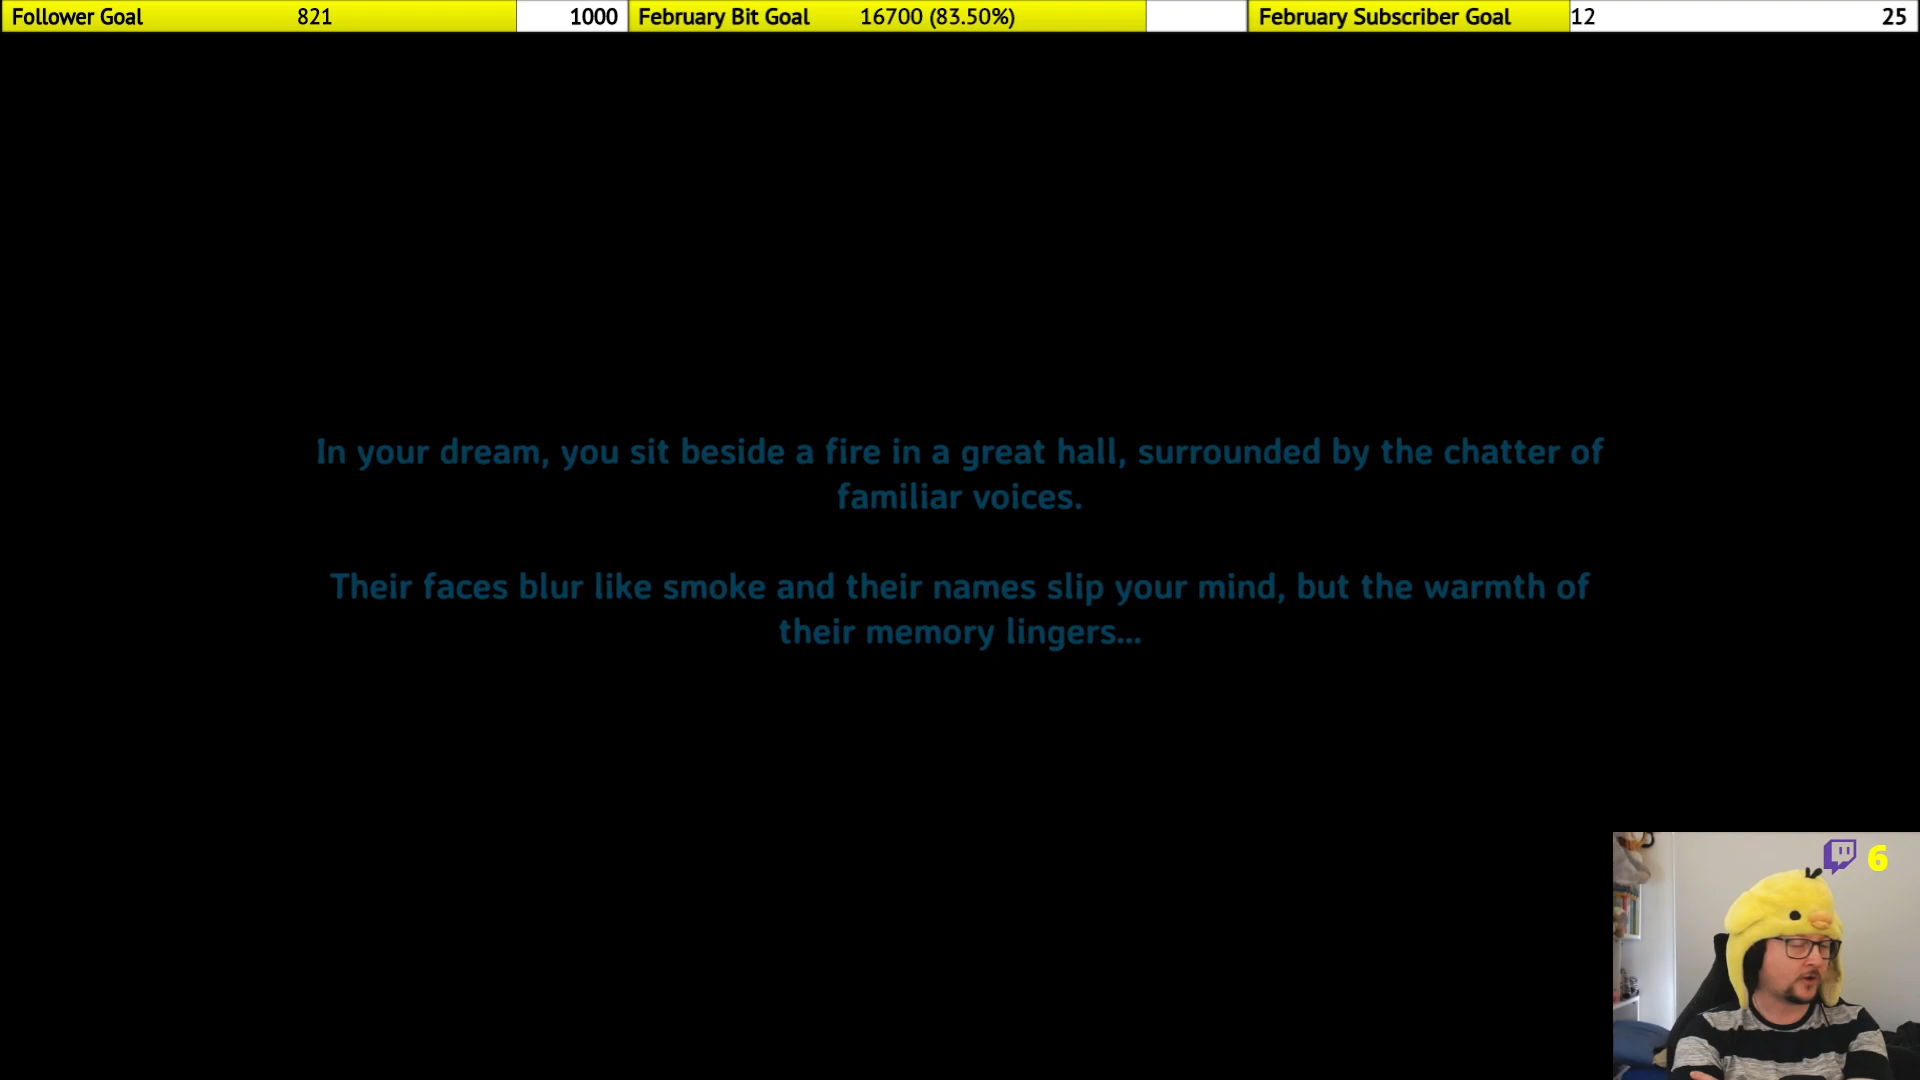 Follower Goal 821 1000 February Bit Goal 16700 (83.50%) February Subscriber Goal 12 25
In your dream, you sit beside a fire in a great hall, surrounded by the chatter of
familiar voices.
Their faces blur like smoke and their names slip your mind, but the warmth of
their memory lingers...
6